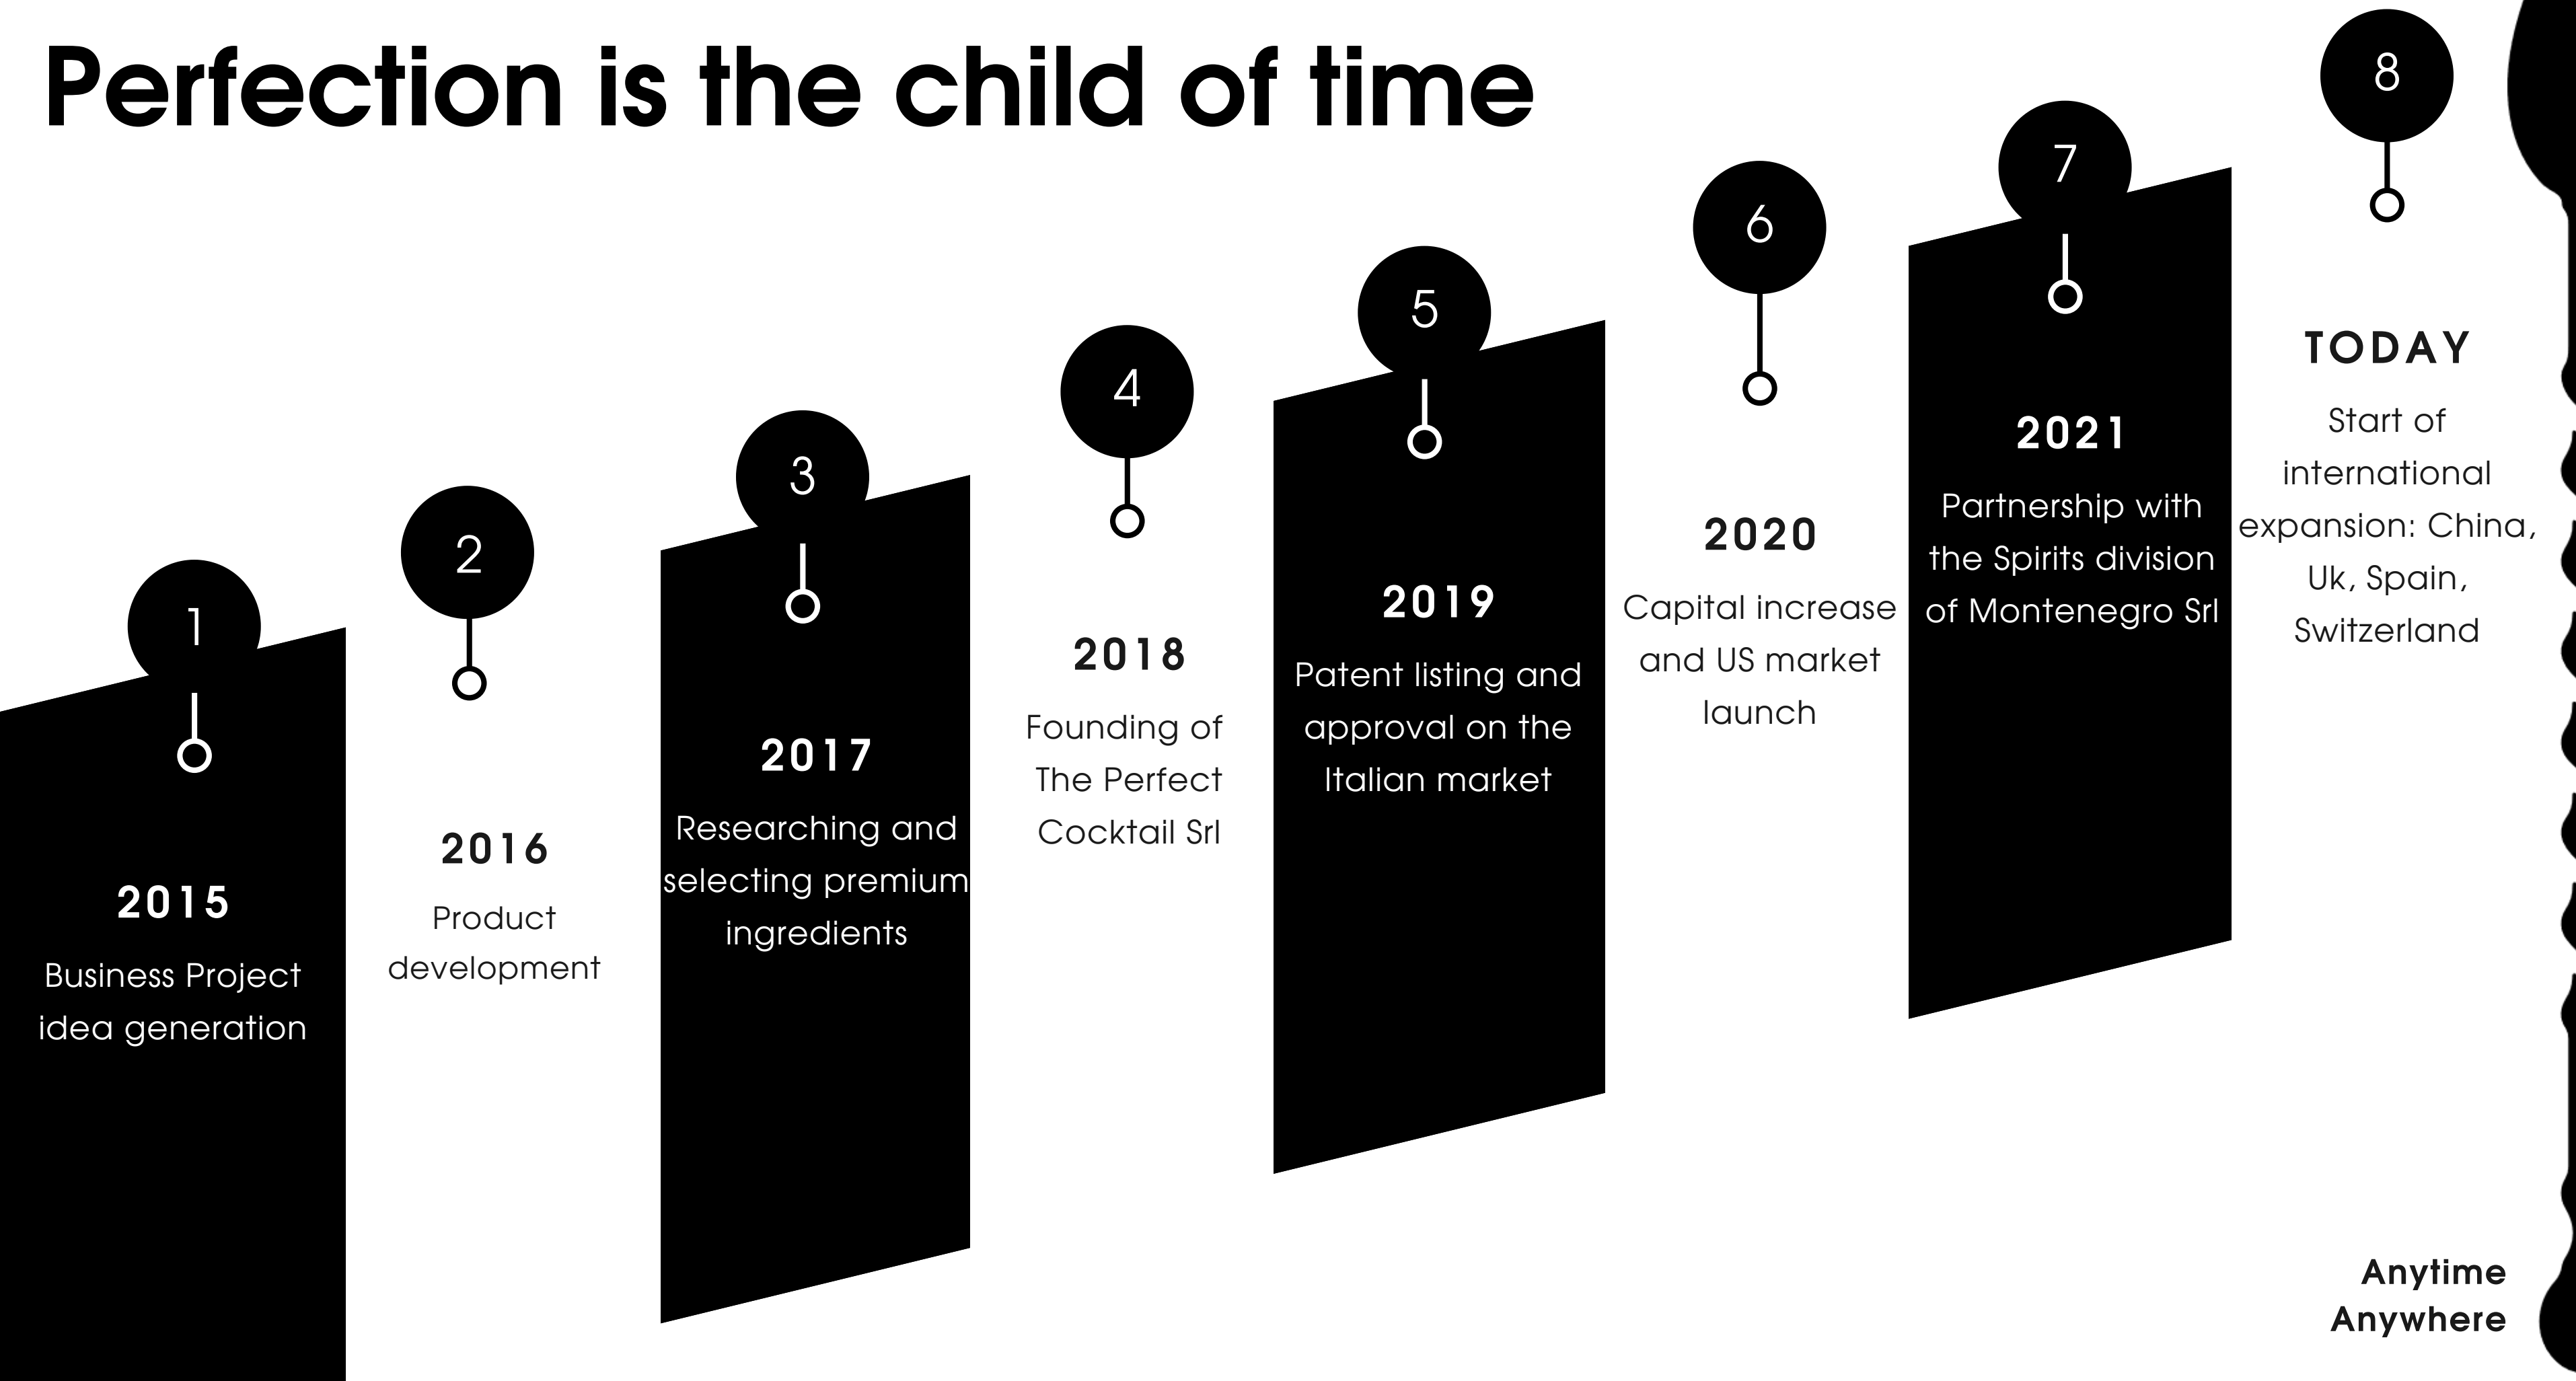 Perfection is the child of time
1
2015
Business Project
idea generation
2
2016
Product
development
3
2017
Researching and
selecting premium
ingredients
4
2018
Founding of
The Perfect
Cocktail Srl
5
2019
Patent listing and
approval on the
Italian market
6
2020
Capital increase
and US market
launch
7
2021
Partnership with
the Spirits division
of Montenegro Srl
8
TODAY
Start of
international
expansion: China,
Uk, Spain,
Switzerland
Anytime
Anywhere